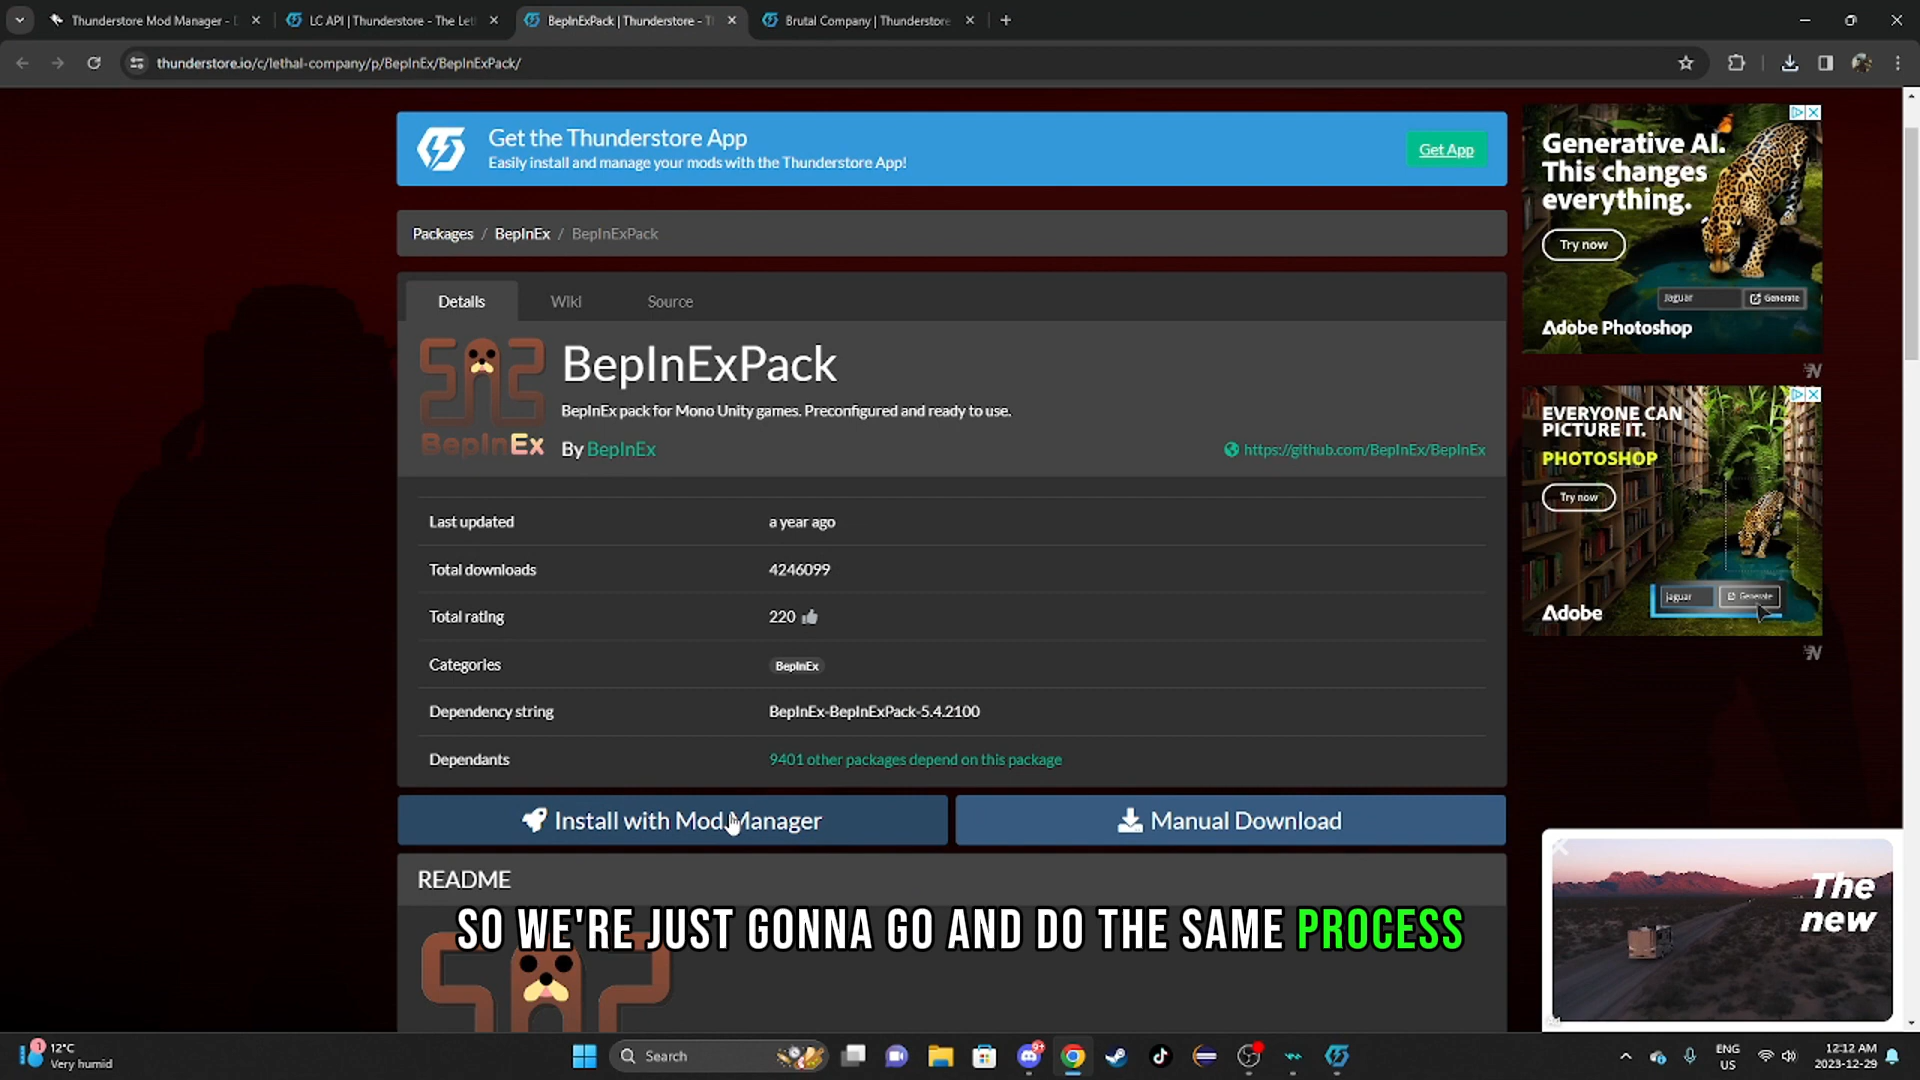 Thunderstore Mod Manager -
LC API | Thunderstore - The Let
BepInExPack | Thunderstore - T
Brutal Company | Thunderstore
thunderstore.io/c/lethal-company/p/BepInEx/BepInExPack/
Get the Thunderstore App
Easily install and manage your mods with the Thunderstore App!
Get App
Packages / BepInEx / BepInExPack
Details
Wiki
Source
BepInExPack
BepInEx pack for Mono Unity games. Preconfigured and ready to use.
By BepInEx
https://github.com/BepInEx/BepInEx
BepInEx
Last updated
a year ago
Total downloads
4246099
Total rating
220
Categories
BepInEx
Dependency string
BepInEx-BepInExPack-5.4.2100
Dependants
9401 other packages depend on this package
Install with Mod Manager
Manual Download
README
SO WE'RE JUST GONNA GO AND DO THE SAME PROCESS
Generative AI.
This changes
everything.
Try now
Jaguar
Generate
Adobe Photoshop
EVERYONE CAN
PICTURE IT.
PHOTOSHOP
Try now
Jaguar
Generate
Adobe
The
new
1
12°C
Very humid
Search
9+
ENG
US
12:12 AM
2023-12-29